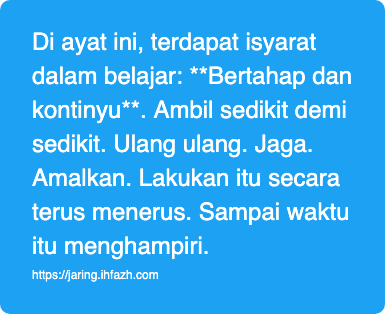 Di ayat ini, terdapat isyarat
dalam belajar: **Bertahap dan
kontinyu**. Ambil sedikit demi
sedikit. Ulang ulang. Jaga.
Amalkan. Lakukan itu secara
terus menerus. Sampai waktu
itu menghampiri.
https://jaring.ihfazh.com